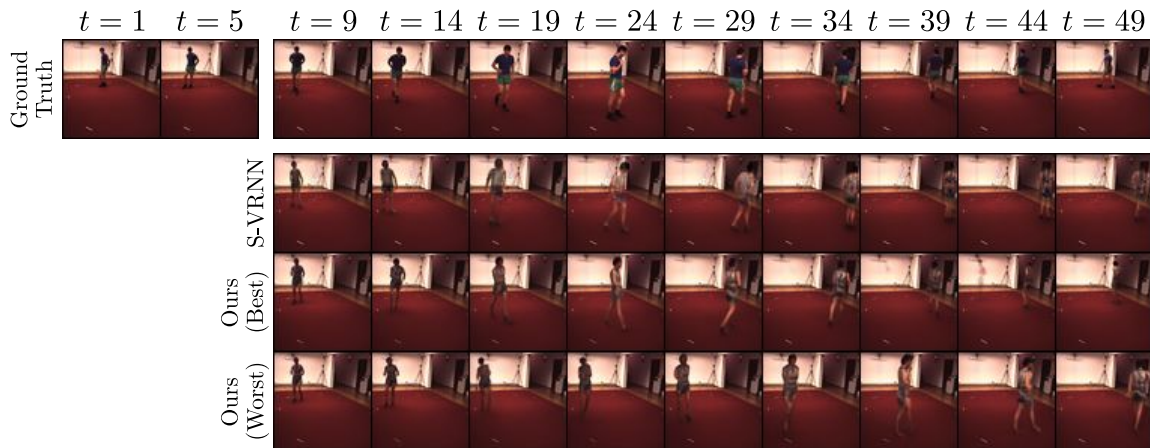 t = 1 t = 5 t = 9 t = 14 t = 19 t = 24 t = 29 t = 34 t = 39 t = 44 t = 49
Ground
Truth
S-VRNN
Ours
(Best)
Ours
(Worst)